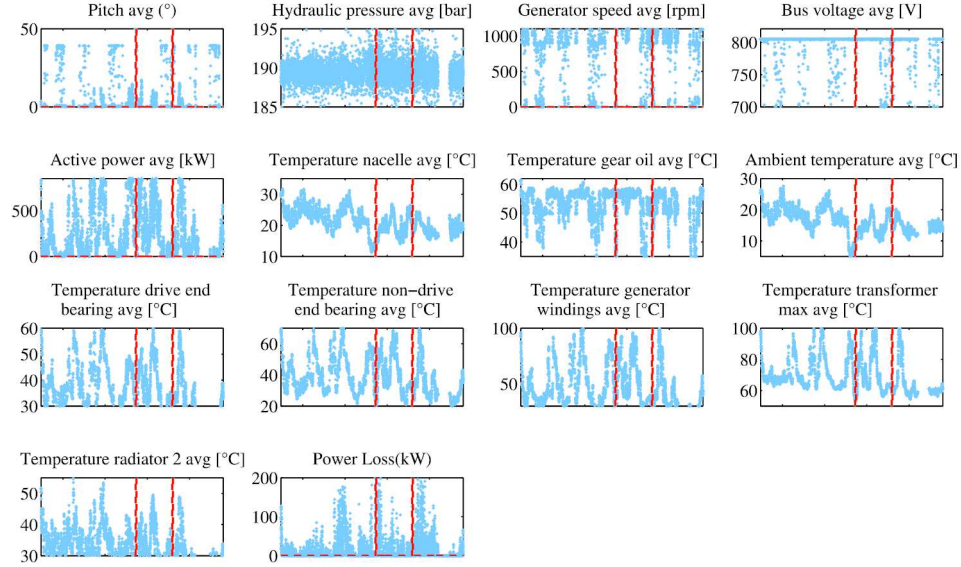 Pitch avg (°)
Hydraulic pressure avg [bar]
Generator speed avg [rpm]
Bus voltage avg [V]
50
0
195
190
185
1000
500
0
800
750
700
Active power avg [kW]
Temperature nacelle avg [°C]
Temperature gear oil avg [°C]
Ambient temperature avg [°C]
500
0
30
20
10
60
50
40
30
20
10
Temperature drive end
bearing avg [°C]
Temperature non−drive
end bearing avg [°C]
Temperature generator
windings avg [°C]
Temperature transformer
max avg [°C]
60
50
40
30
60
40
20
100
50
100
80
60
Temperature radiator 2 avg [°C]
Power Loss(kW)
50
40
30
200
100
0